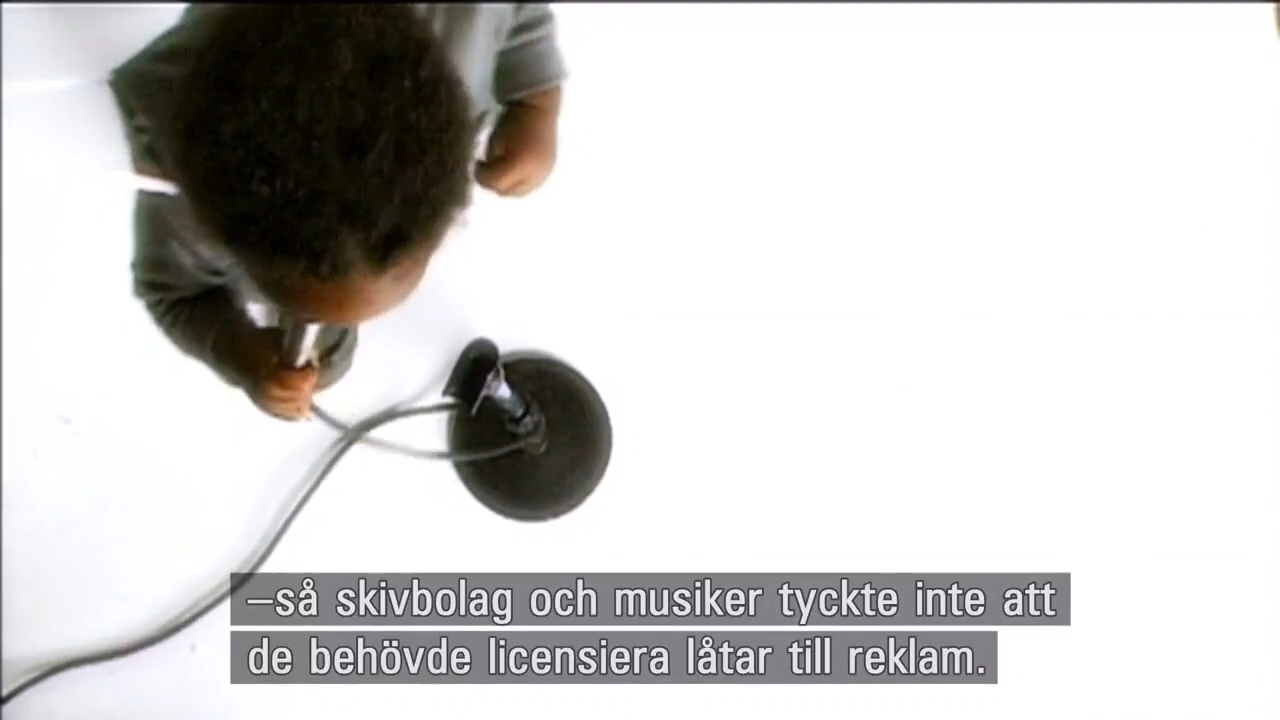 –så skivbolag och musiker tyckte inte att
de behövde licensiera låtar till reklam.